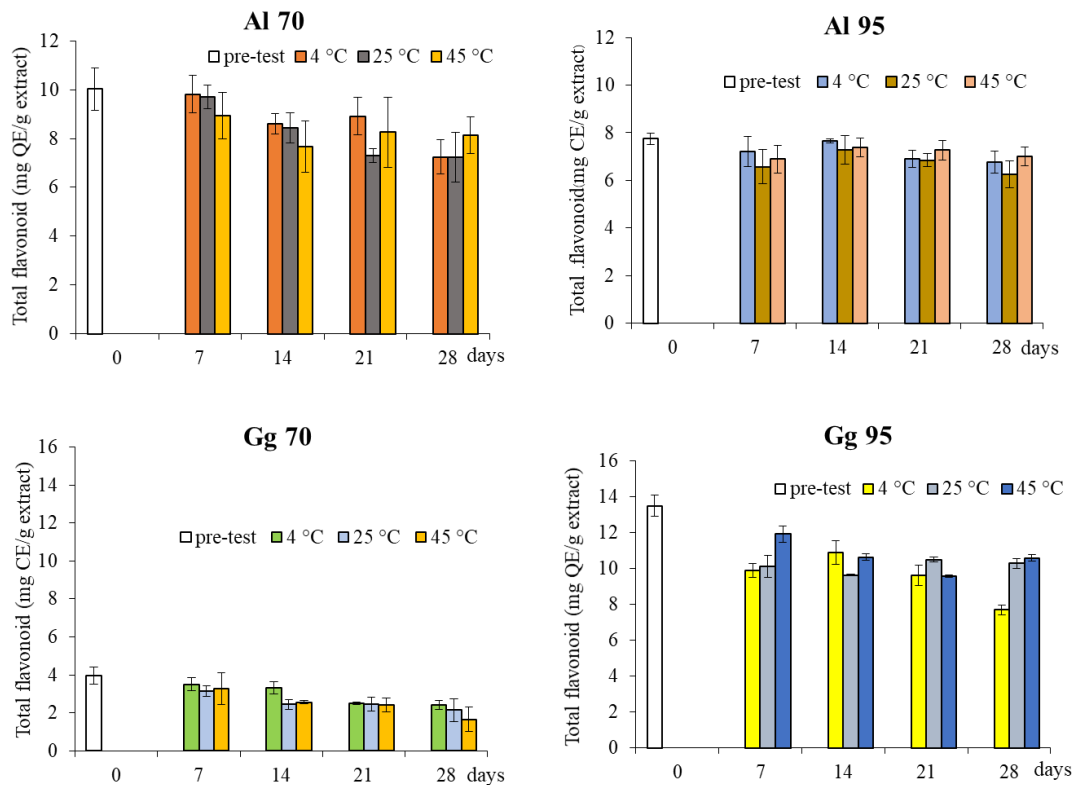 Al 70
Total flavonoid (mg QE/g extract)
12
10
8
6
4
2
0
pre-test 4 °C 25 °C 45 °C
0 7 14 21 28 days
Al 95
Total .flavonoid(mg CE/g extract)
12
10
8
6
4
2
0
pre-test 4 °C 25 °C 45 °C
0 7 14 21 28 days
Gg 70
Total flavonoid (mg CE/g extract)
16
14
12
10
8
6
4
2
0
pre-test 4 °C 25 °C 45 °C
0 7 14 21 28 days
Gg 95
Total flavonoid (mg QE/g extract)
16
14
12
10
8
6
4
2
0
pre-test 4 °C 25 °C 45 °C
0 7 14 21 28 days